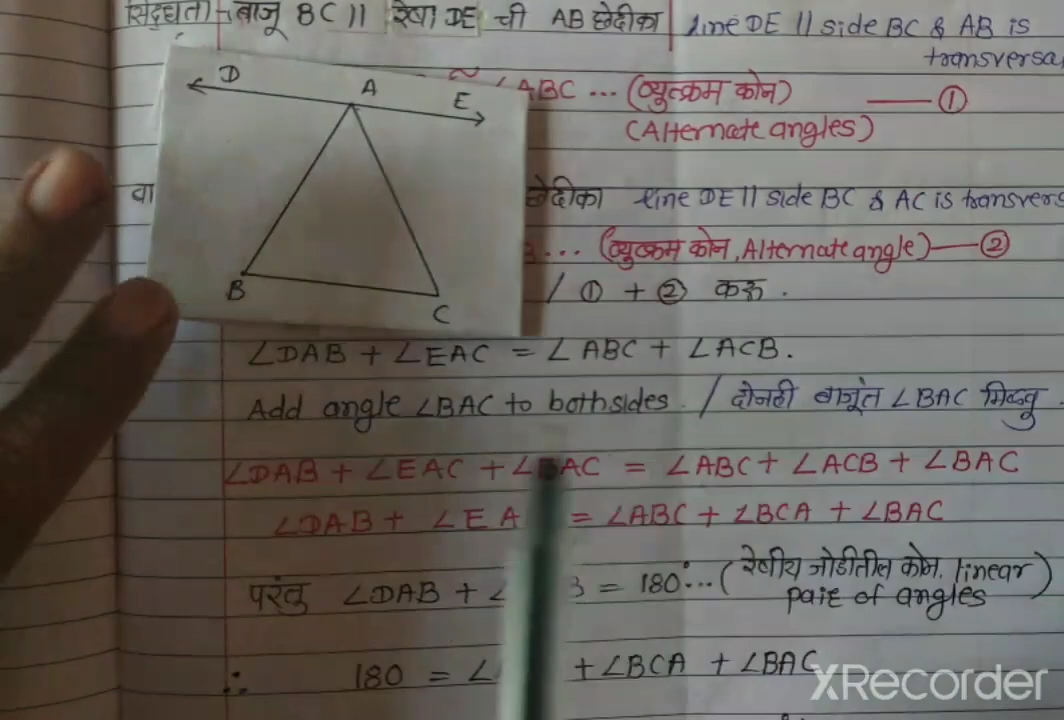 सिद्धता - बाजू BC || रेषा DE ची AB छेदीका | line DE || side BC & AB is
transversa
D A E
ABC ... (व्युत्क्रम कोन) —— ①
(Alternate angles)
वा छेदीका line DE || side BC & AC is transvers
... (व्युत्क्रम कोन, Alternate angle) — ②
B C
/ ① + ② करू .
∠DAB + ∠EAC = ∠ABC + ∠ACB.
Add angle ∠BAC to both sides . / दोनही बाजूंत ∠BAC मिळवु .
∠DAB + ∠EAC + ∠BAC = ∠ABC + ∠ACB + ∠BAC
∠DAB + ∠EA = ∠ABC + ∠BCA + ∠BAC
परंतु ∠DAB + ∠ B = 180° ... (रेषीय जोडीतील कोन. linear)
pair of angles
∴ 180 = ∠ + ∠BCA + ∠BAC
XRecorder